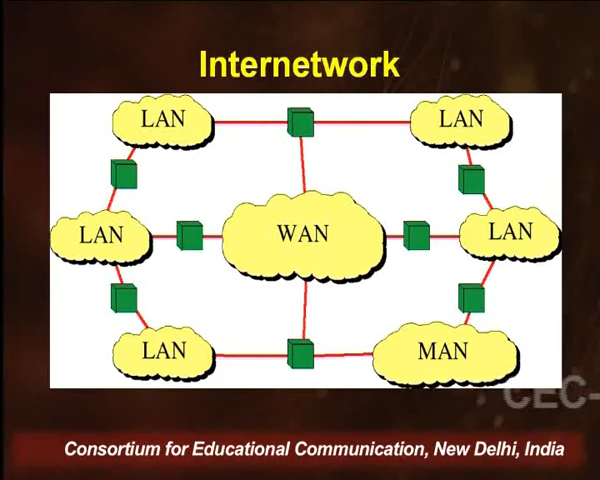 Internetwork
LAN
LAN
LAN
WAN
LAN
LAN
MAN
CEC-
Consortium for Educational Communication, New Delhi, India